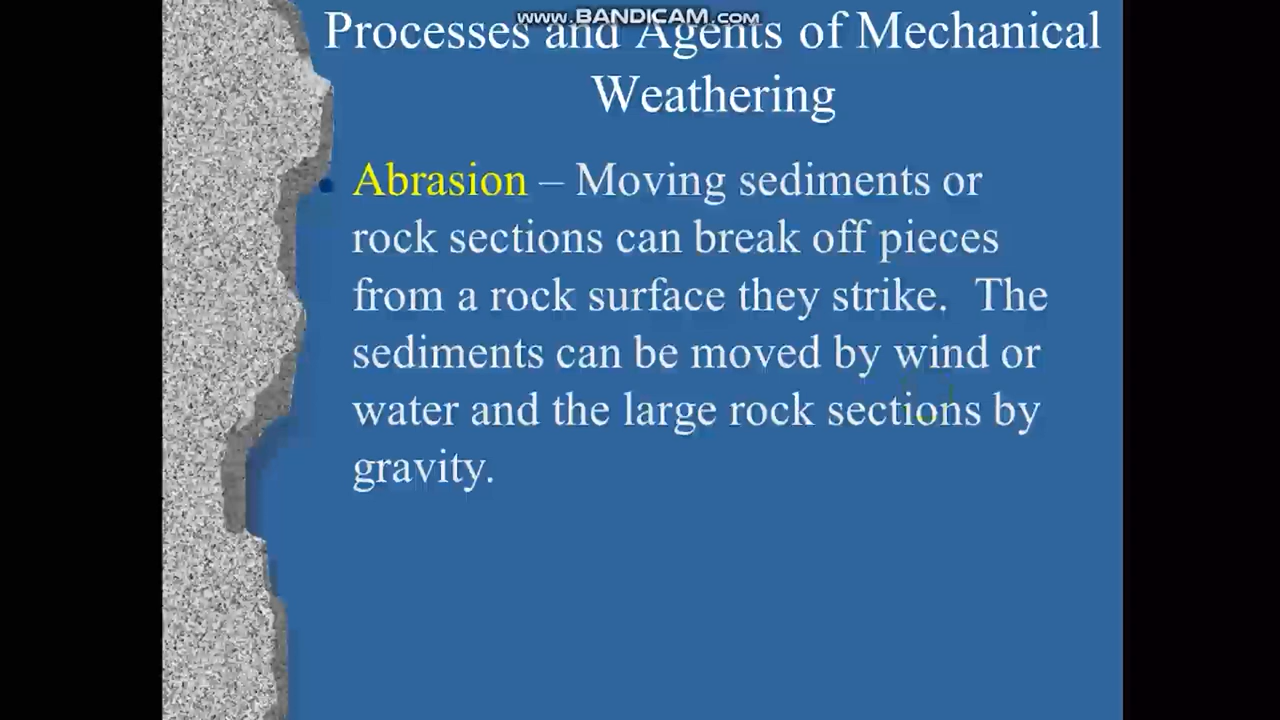 www.BANDICAM.com
Processes and Agents of Mechanical
Weathering
• Abrasion – Moving sediments or
rock sections can break off pieces
from a rock surface they strike.  The
sediments can be moved by wind or
water and the large rock sections by
gravity.